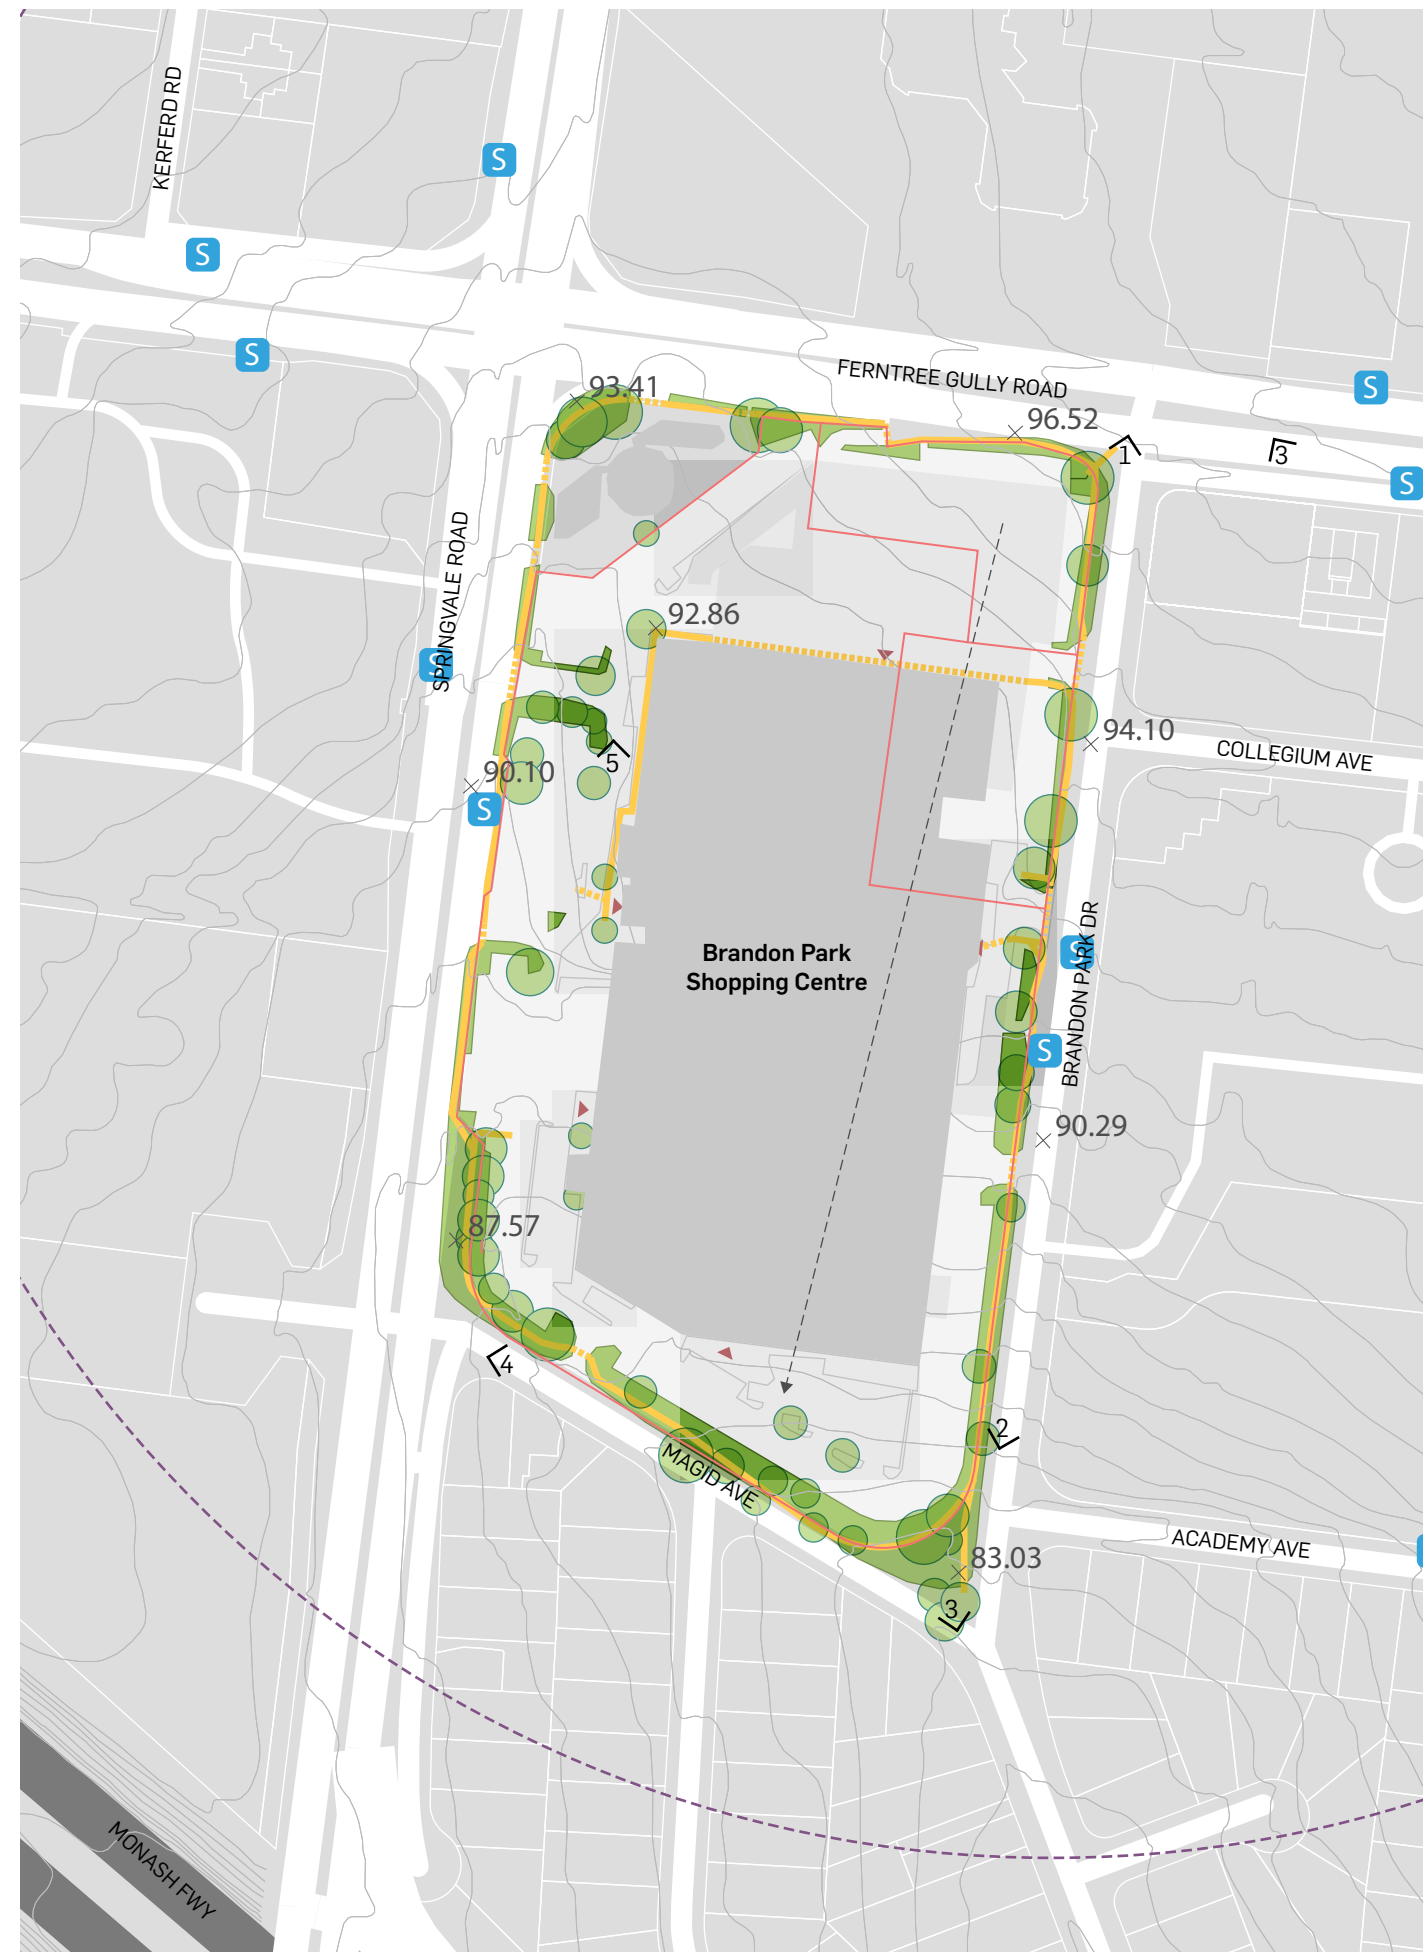 KERFERD RD
S
S
S
93.41
FERNTREE GULLY ROAD
S
96.52
1
3
S
SPRINGVALE ROAD
92.86
S
94.10
COLLEGIUM AVE
5
90.10
S
Brandon Park
Shopping Centre
S
BRANDON PARK DR
S
90.29
87.57
4
2
MAGID AVE
ACADEMY AVE
83.03
3
MONASH FWY